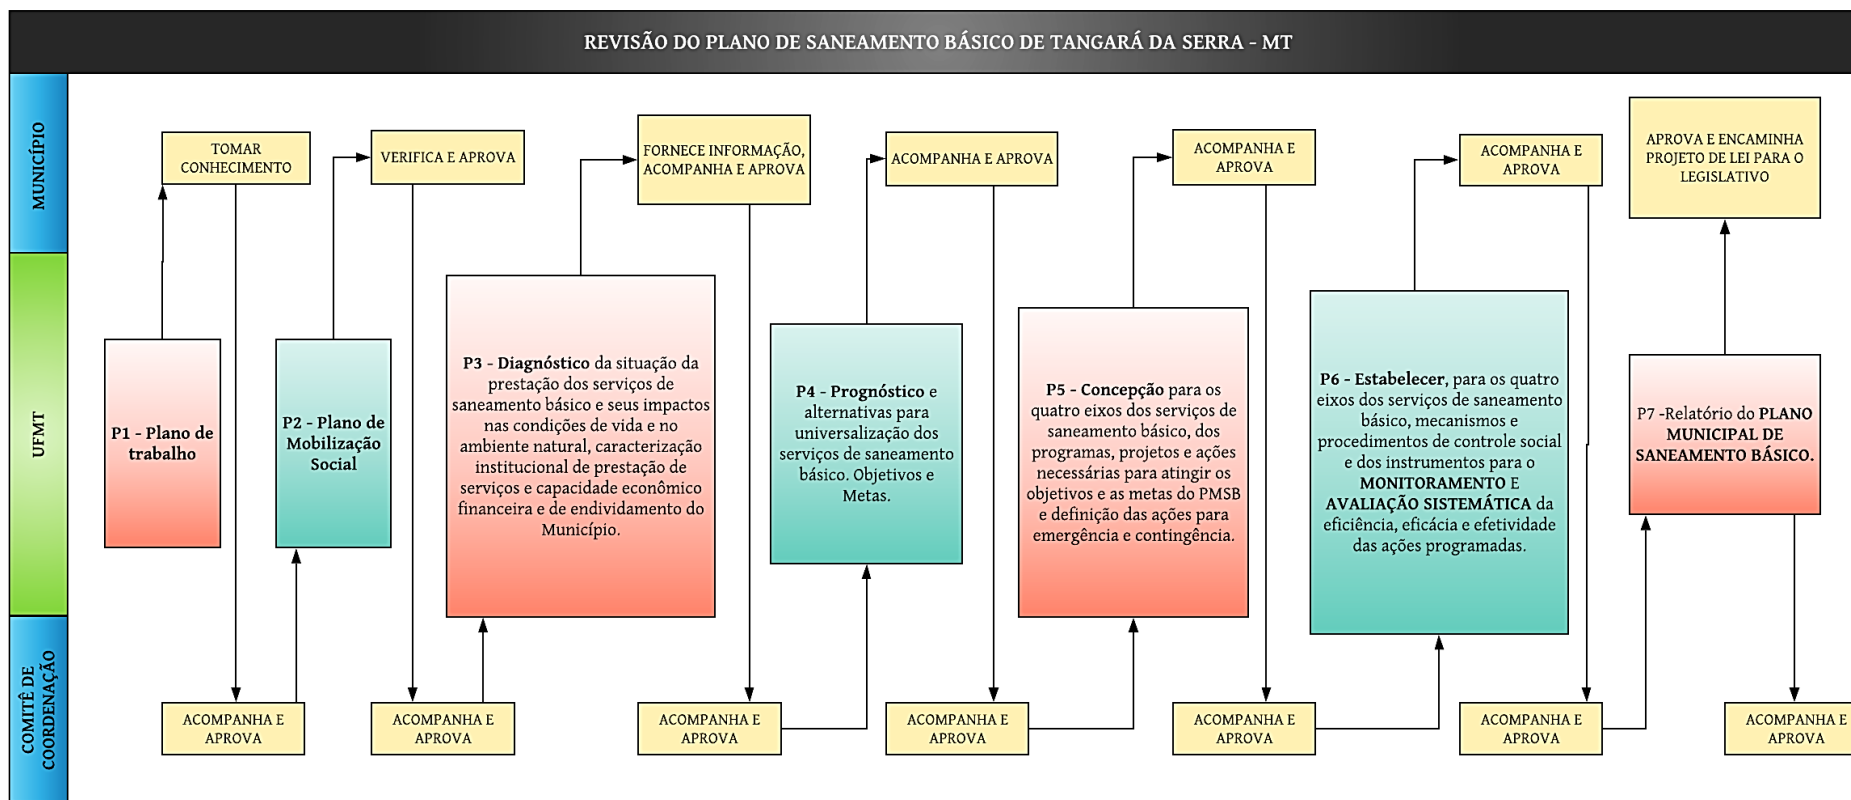 REVISÃO DO PLANO DE SANEAMENTO BÁSICO DE TANGARÁ DA SERRA - MT
MUNICÍPIO
TOMAR
CONHECIMENTO
VERIFICA E APROVA
FORNECE INFORMAÇÃO,
ACOMPANHA E APROVA
ACOMPANHA E APROVA
ACOMPANHA E
APROVA
ACOMPANHA E
APROVA
APROVA E ENCAMINHA
PROJETO DE LEI PARA O
LEGISLATIVO
UFMT
P1 - Plano de
trabalho
P2 - Plano de
Mobilização
Social
P3 - Diagnóstico da situação da
prestação dos serviços de
saneamento básico e seus impactos
nas condições de vida e no
ambiente natural, caracterização
institucional de prestação de
serviços e capacidade econômico
financeira e de endividamento do
Município.
P4 - Prognóstico e
alternativas para
universalização dos
serviços de saneamento
básico. Objetivos e
Metas.
P5 - Concepção para os
quatro eixos dos serviços de
saneamento básico, dos
programas, projetos e ações
necessárias para atingir os
objetivos e as metas do PMSB
e definição das ações para
emergência e contingência.
P6 - Estabelecer, para os quatro
eixos dos serviços de saneamento
básico, mecanismos e
procedimentos de controle social
e dos instrumentos para o
MONITORAMENTO E
AVALIAÇÃO SISTEMÁTICA da
eficiência, eficácia e efetividade
das ações programadas.
P7 -Relatório do PLANO
MUNICIPAL DE
SANEAMENTO BÁSICO.
COMITÊ DE
COORDENAÇÃO
ACOMPANHA E
APROVA
ACOMPANHA E
APROVA
ACOMPANHA E
APROVA
ACOMPANHA E
APROVA
ACOMPANHA E
APROVA
ACOMPANHA E
APROVA
ACOMPANHA E
APROVA